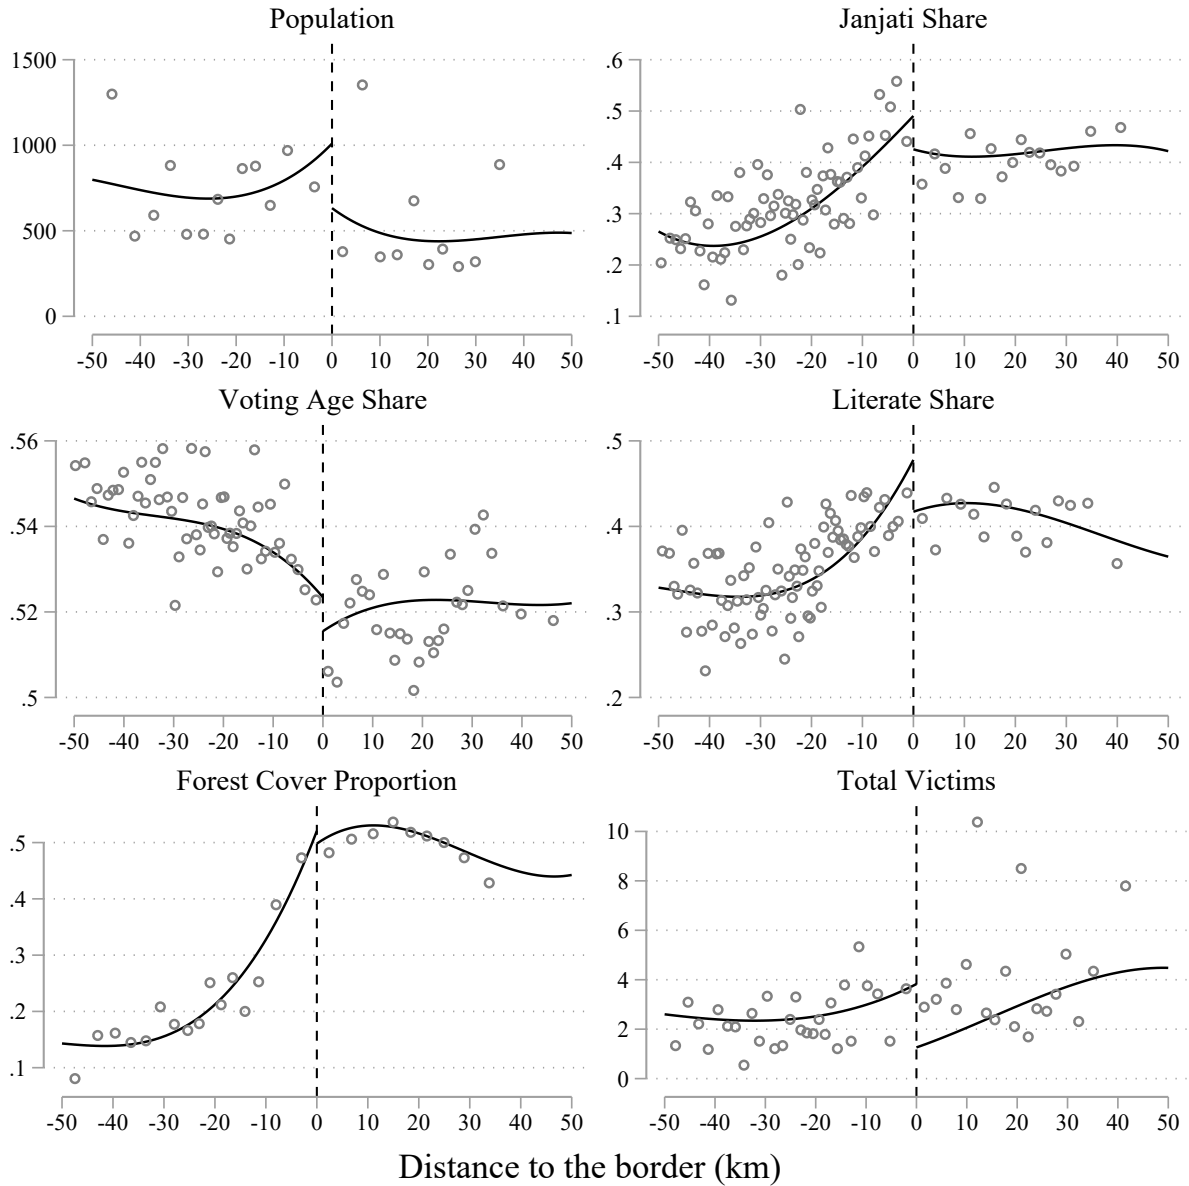 Population
1500
1000
500
0
-50 -40 -30 -20 -10 0 10 20 30 40 50
Janjati Share
.6
.5
.4
.3
.2
.1
-50 -40 -30 -20 -10 0 10 20 30 40 50
Voting Age Share
.56
.54
.52
.5
-50 -40 -30 -20 -10 0 10 20 30 40 50
Literate Share
.5
.4
.3
.2
-50 -40 -30 -20 -10 0 10 20 30 40 50
Forest Cover Proportion
.5
.4
.3
.2
.1
-50 -40 -30 -20 -10 0 10 20 30 40 50
Total Victims
10
8
6
4
2
0
-50 -40 -30 -20 -10 0 10 20 30 40 50
Distance to the border (km)